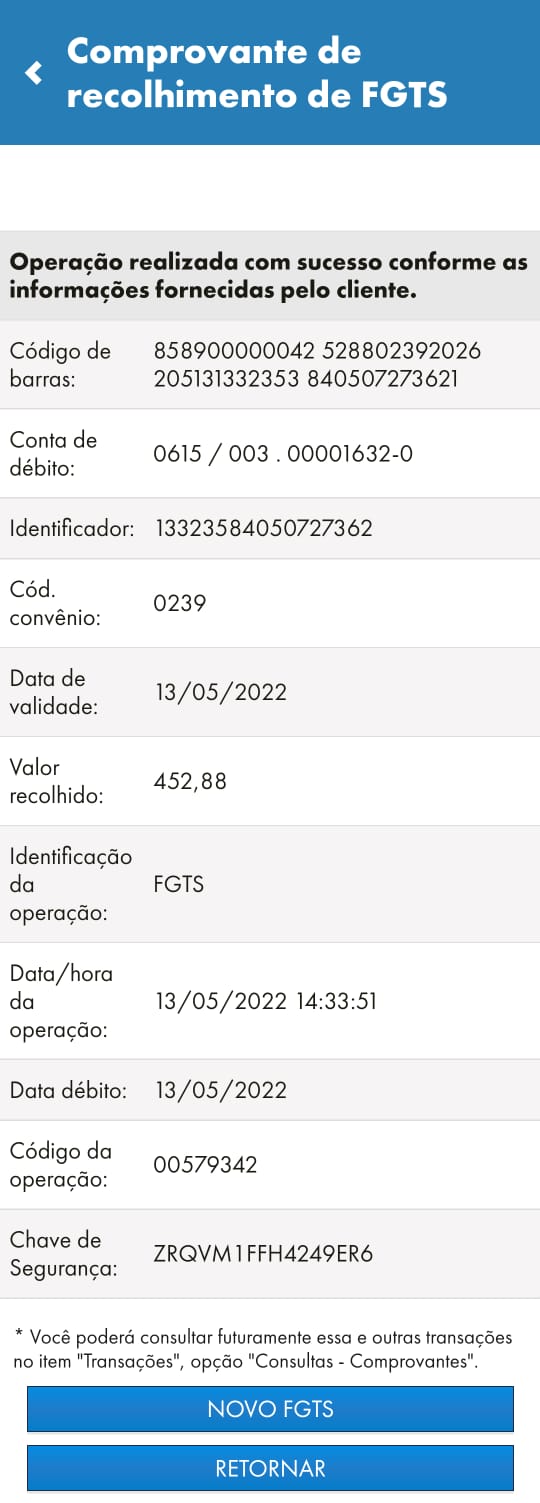 Comprovante de
recolhimento de FGTS
Operação realizada com sucesso conforme as
informações fornecidas pelo cliente.
Código de
barras:
858900000042 528802392026
205131332353 840507273621
Conta de
débito:
0615 / 003 . 00001632-0
Identificador:
13323584050727362
Cód.
convênio:
0239
Data de
validade:
13/05/2022
Valor
recolhido:
452,88
Identificação
da
operação:
FGTS
Data/hora
da
operação:
13/05/2022 14:33:51
Data débito:
13/05/2022
Código da
operação:
00579342
Chave de
Segurança:
ZRQVM1FFH4249ER6
* Você poderá consultar futuramente essa e outras transações
no item "Transações", opção "Consultas - Comprovantes".
NOVO FGTS
RETORNAR